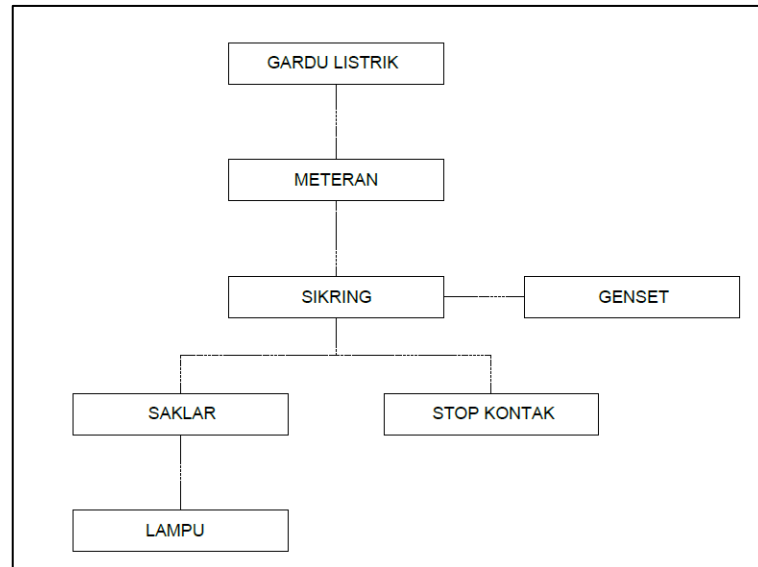 GARDU LISTRIK
METERAN
SIKRING
GENSET
SAKLAR
STOP KONTAK
LAMPU